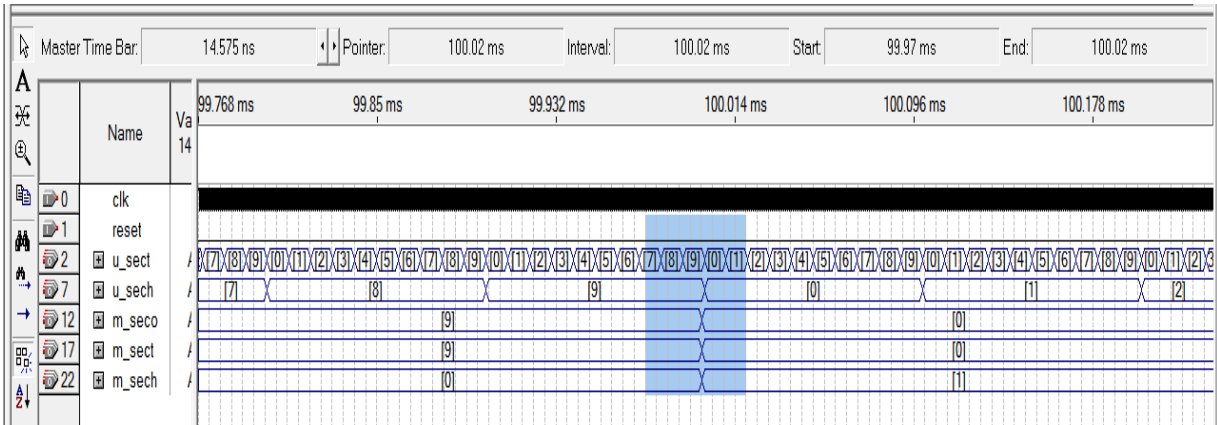 Master Time Bar: 14.575 ns Pointer: 100.02 ms Interval: 100.02 ms Start: 99.97 ms End: 100.02 ms
A
Name Va 14
99.768 ms 99.85 ms 99.932 ms 100.014 ms 100.096 ms 100.178 ms
0 clk
1 reset
2 u_sect A [7] [8] [9] [0] [1] [2] [3] [4] [5] [6] [7] [8] [9] [0] [1] [2] [3] [4] [5] [6] [7] [8] [9] [0] [1] [2] [3] [4] [5] [6] [7] [8] [9] [0] [1] [2] [3] [4] [5] [6] [7] [8] [9] [0] [1] [2] 3
7 u_sech A [7] [8] [9] [0] [1] [2]
12 m_seco A [9] [0]
17 m_sect A [9] [0]
22 m_sech A [0] [1]
A
Z